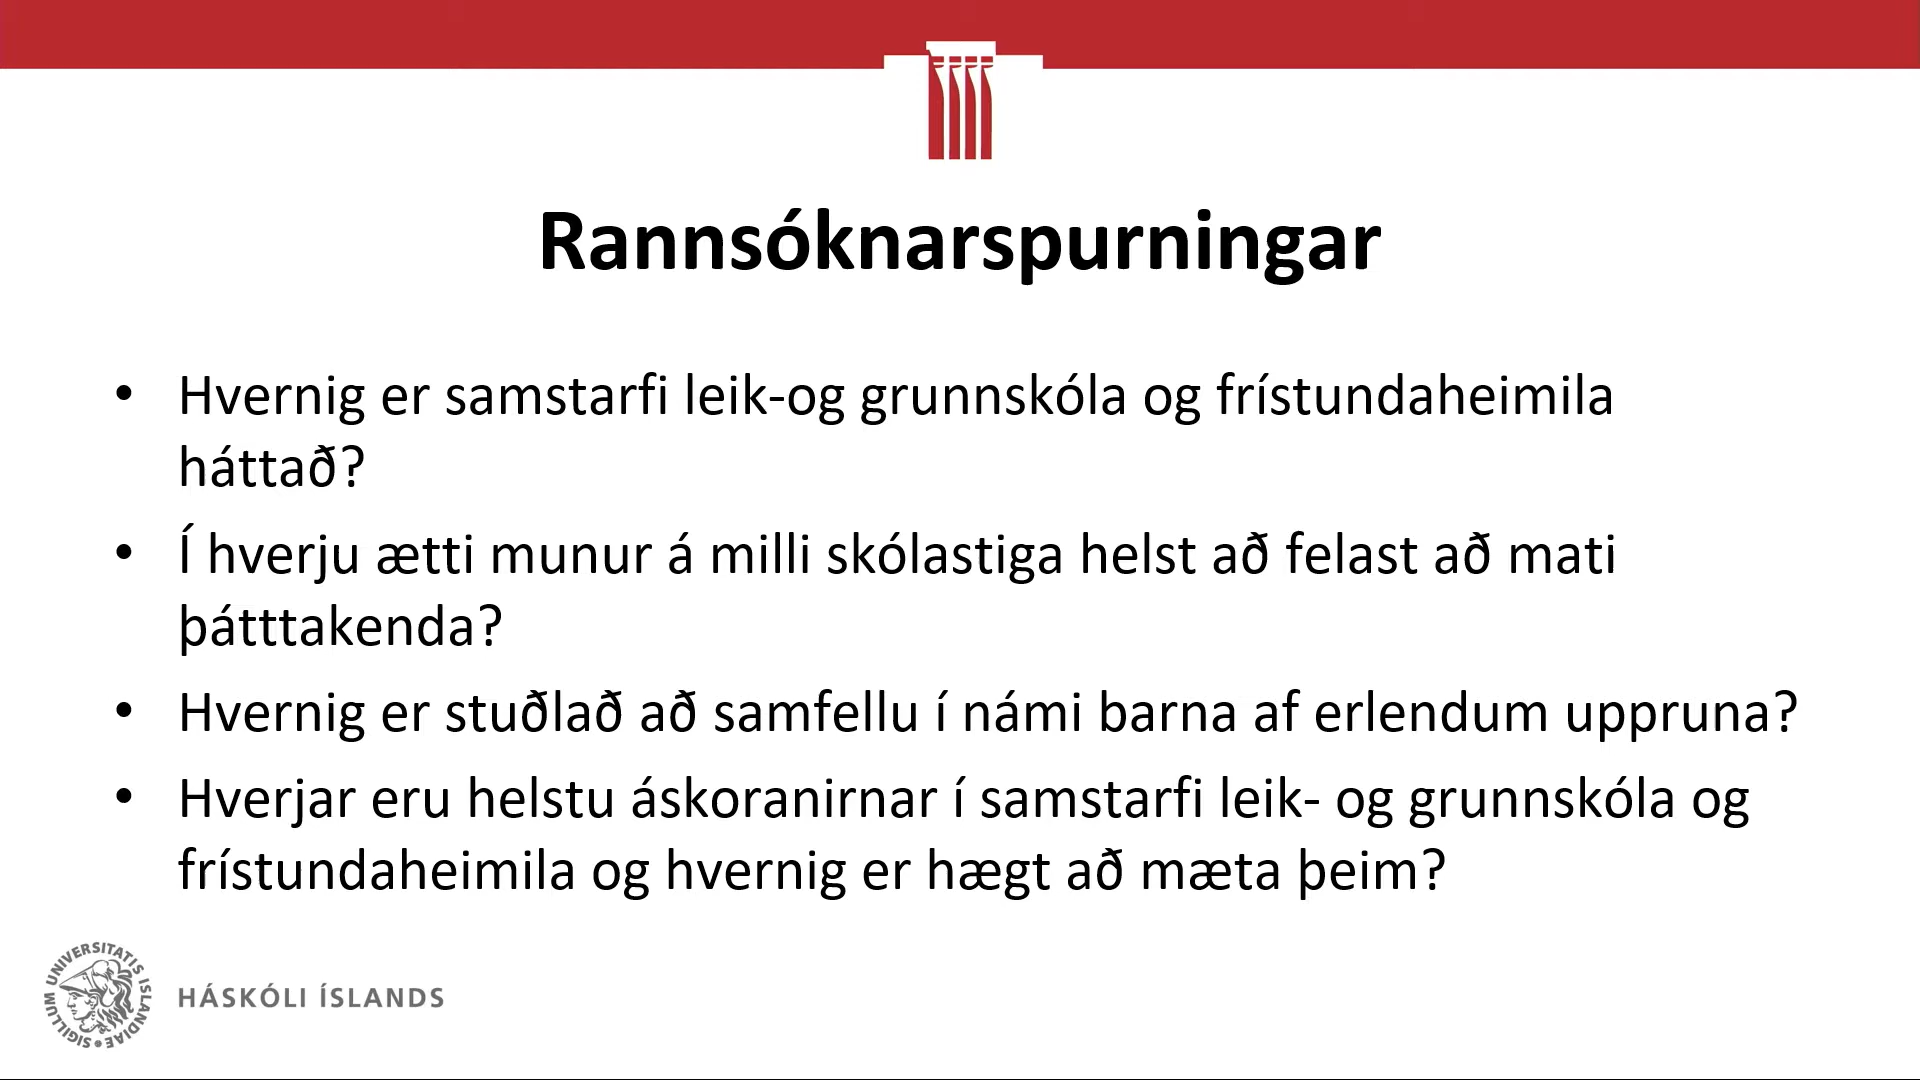 Rannsóknarspurningar
• Hvernig er samstarfi leik-og grunnskóla og frístundaheimila
háttað?
• Í hverju ætti munur á milli skólastiga helst að felast að mati
þátttakenda?
• Hvernig er stuðlað að samfellu í námi barna af erlendum uppruna?
• Hverjar eru helstu áskoranirnar í samstarfi leik- og grunnskóla og
frístundaheimila og hvernig er hægt að mæta þeim?
SIGILLUM UNIVERSITATIS ISLANDIAE
HÁSKÓLI ÍSLANDS